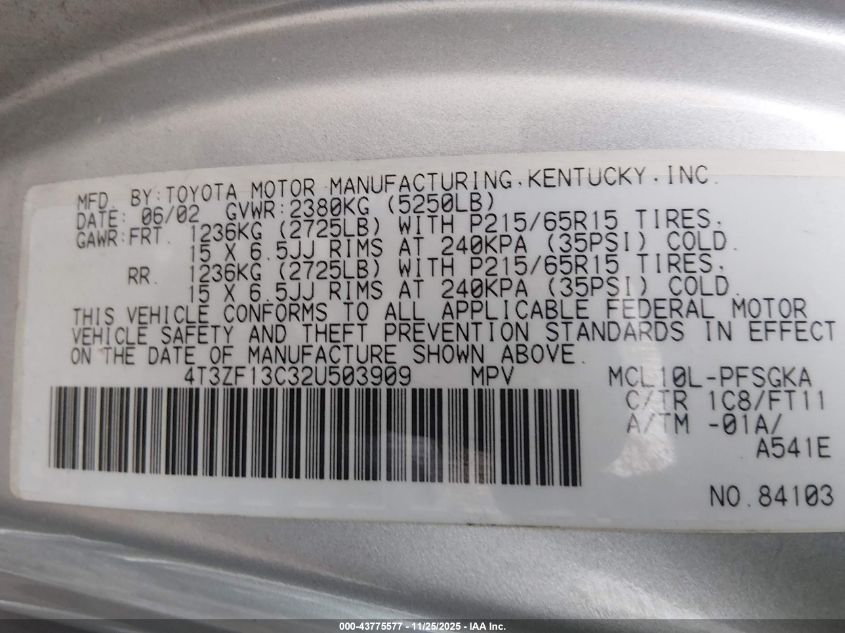 MFD. BY:TOYOTA MOTOR MANUFACTURING.KENTUCKY.INC.
DATE: 06/02 GVWR:2380KG (5250LB)
GAWR:FRT. 1236KG (2725LB) WITH P215/65R15 TIRES.
15 X 6.5JJ RIMS AT 240KPA (35PSI) COLD.
RR. 1236KG (2725LB) WITH P215/65R15 TIRES.
15 X 6.5JJ RIMS AT 240KPA (35PSI) COLD.
THIS VEHICLE CONFORMS TO ALL APPLICABLE FEDERAL MOTOR
VEHICLE SAFETY AND THEFT PREVENTION STANDARDS IN EFFECT
ON THE DATE OF MANUFACTURE SHOWN ABOVE.
4T3ZF13C32U503909 MPV MCL10L-PFSGKA
C/TR 1C8/FT11
A/TM -01A/
A541E
NO.84103
000-43775577 - 11/25/2025 - IAA Inc.